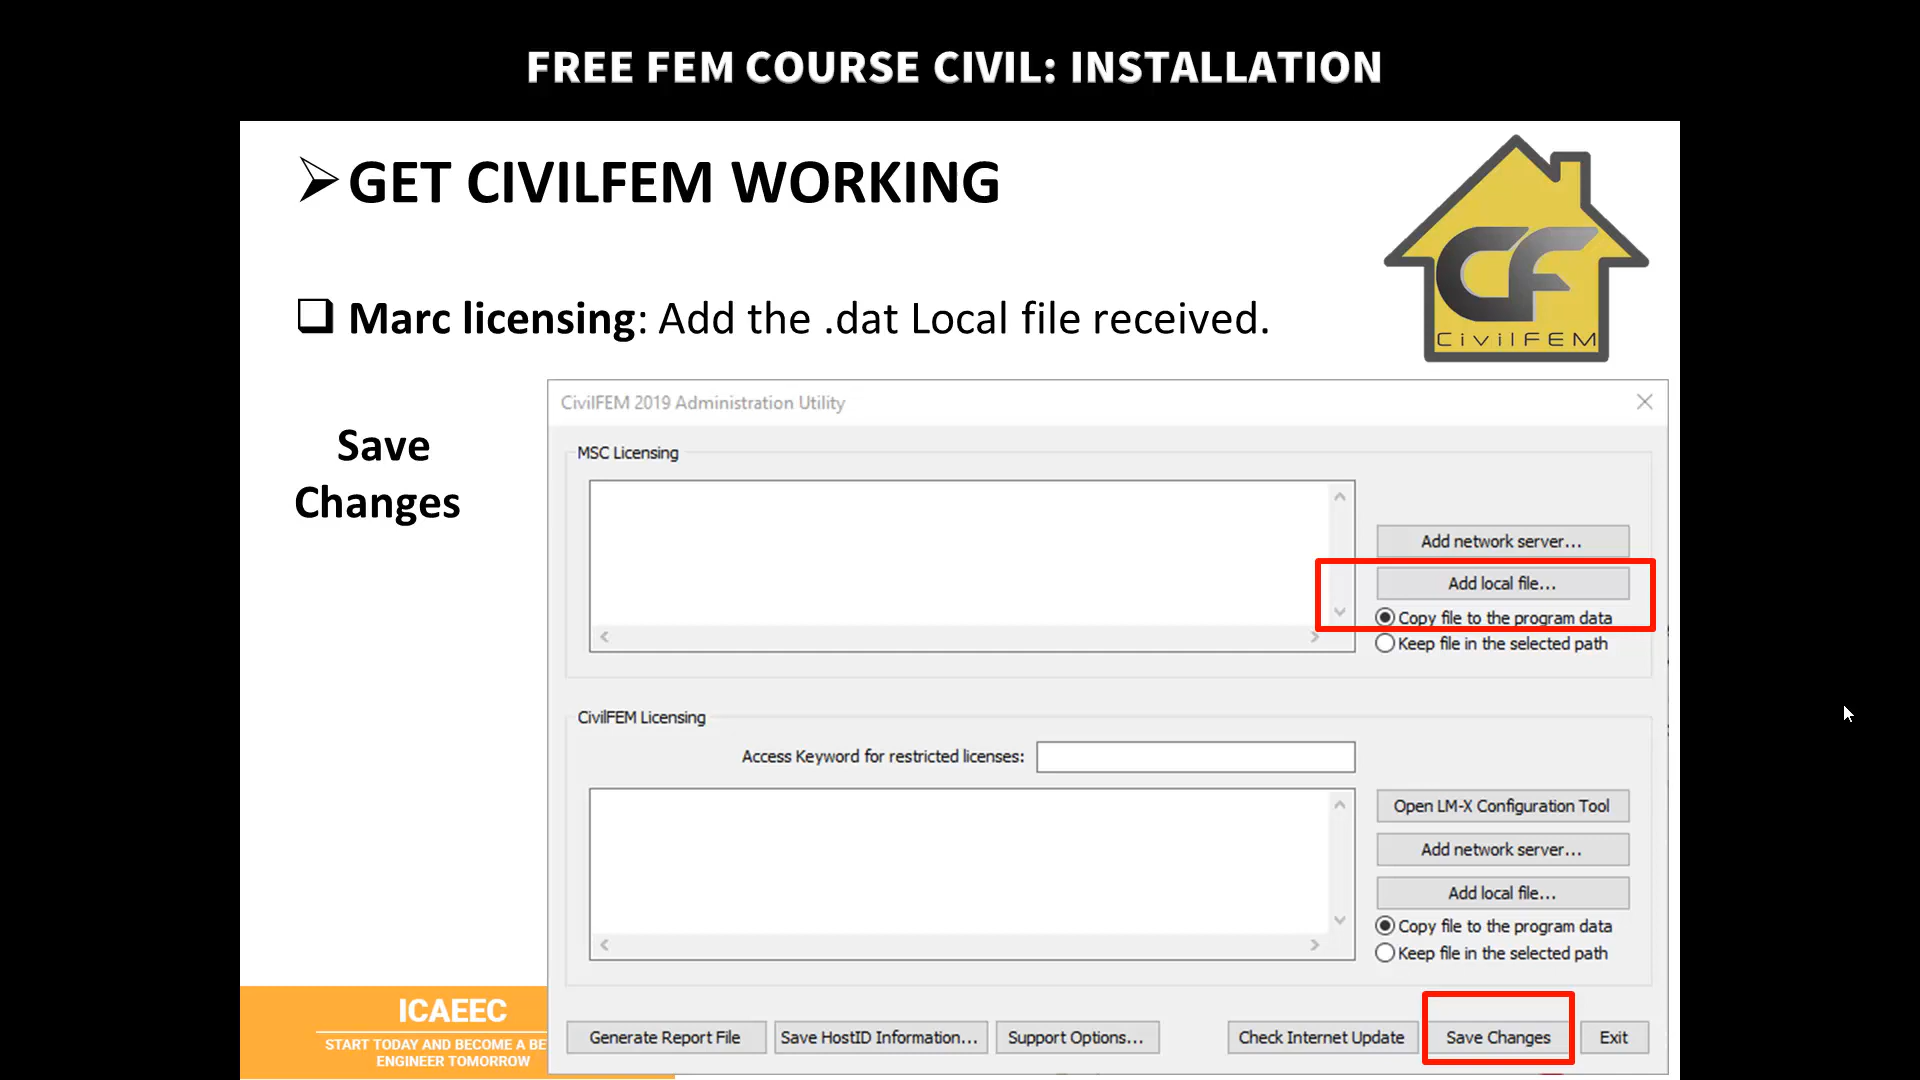 FREE FEM COURSE CIVIL: INSTALLATION
GET CIVILFEM WORKING
Marc licensing: Add the .dat Local file received.
CF
CivilFEM
Save
Changes
CivilFEM 2019 Administration Utility
MSC Licensing
Add network server...
Add local file...
Copy file to the program data
Keep file in the selected path
CivilFEM Licensing
Access Keyword for restricted licenses:
Open LM-X Configuration Tool
Add network server...
Add local file...
Copy file to the program data
Keep file in the selected path
Generate Report File
Save HostID Information...
Support Options...
Check Internet Update
Save Changes
Exit
ICAEEC
START TODAY AND BECOME A BE
ENGINEER TOMORROW